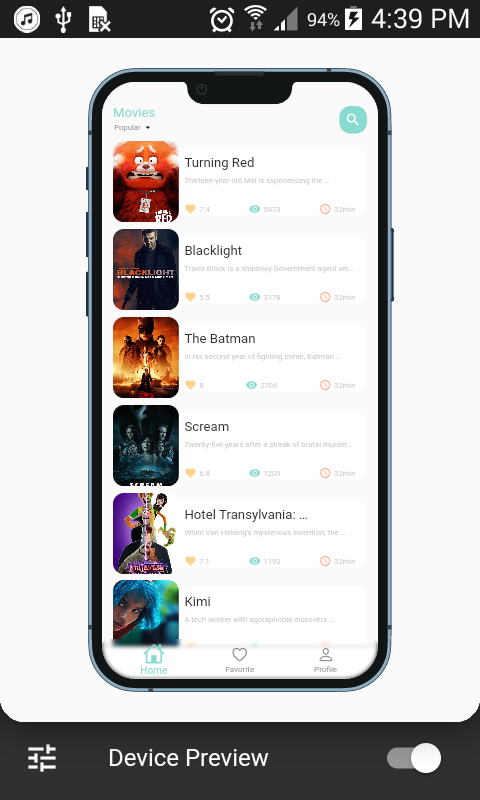 94% 4:39 PM
Movies
Popular
Turning Red
Thirteen-year-old Mei is experiencing the ...
7.4 5473 32min
RED
Blacklight
Travis Block is a shadowy Government agent wh...
BLACKLIGHT
5.5 3178 32min
The Batman
in his second year of fighting crime, Batman ...
8 2706 32min
Scream
Twenty-five years after a streak of brutal murder...
6.8 1209 32min
SCREAM
Hotel Transylvania: ...
When Van Helsing's mysterious invention, the ...
7.1 1193 32min
Kimi
A tech worker with agoraphobia discovers ...
Home Favorite Profile
Device Preview